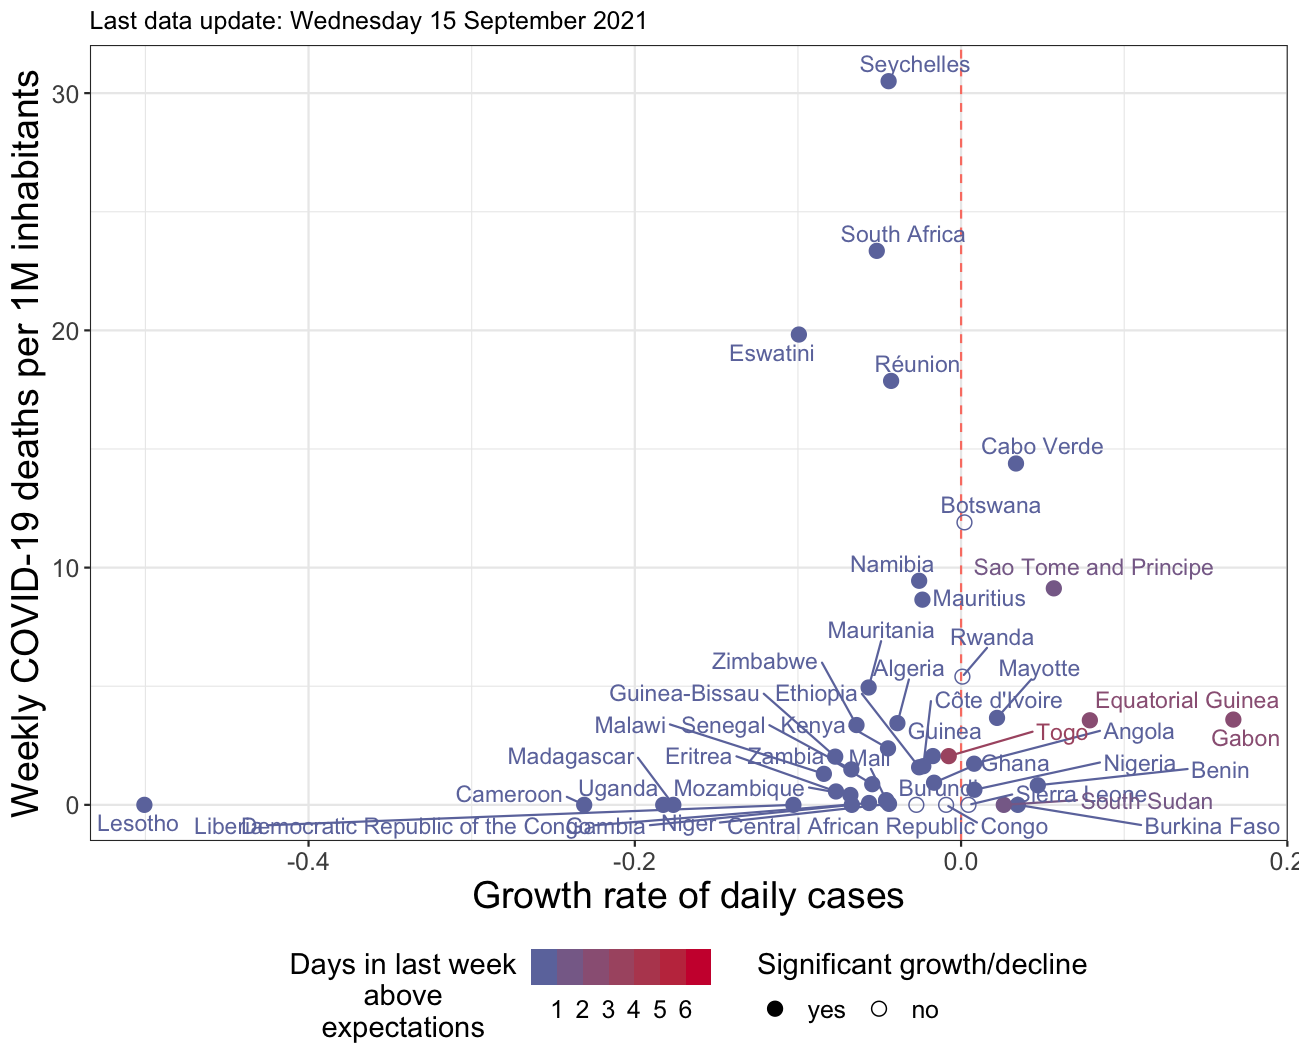 Last data update: Wednesday 15 September 2021
Weekly COVID-19 deaths per 1M inhabitants
30
20
10
0
Seychelles
South Africa
Eswatini
Réunion
Cabo Verde
Botswana
Namibia
Sao Tome and Principe
Mauritius
Mauritania
Rwanda
Zimbabwe
Algeria
Mayotte
Guinea-Bissau
Ethiopia
Côte d'Ivoire
Equatorial Guinea
Malawi
Senegal
Kenya
Guinea
Togo
Angola
Gabon
Madagascar
Eritrea
Zambia
Mali
Ghana
Nigeria
Benin
Cameroon
Uganda
Mozambique
Burundi
Sierra Leone
South Sudan
Lesotho
Liberia
Democratic Republic of the Congo
Gambia
Niger
Central African Republic
Congo
Burkina Faso
-0.4
-0.2
0.0
0.2
Growth rate of daily cases
Days in last week
above
expectations
1 2 3 4 5 6
Significant growth/decline
yes
no